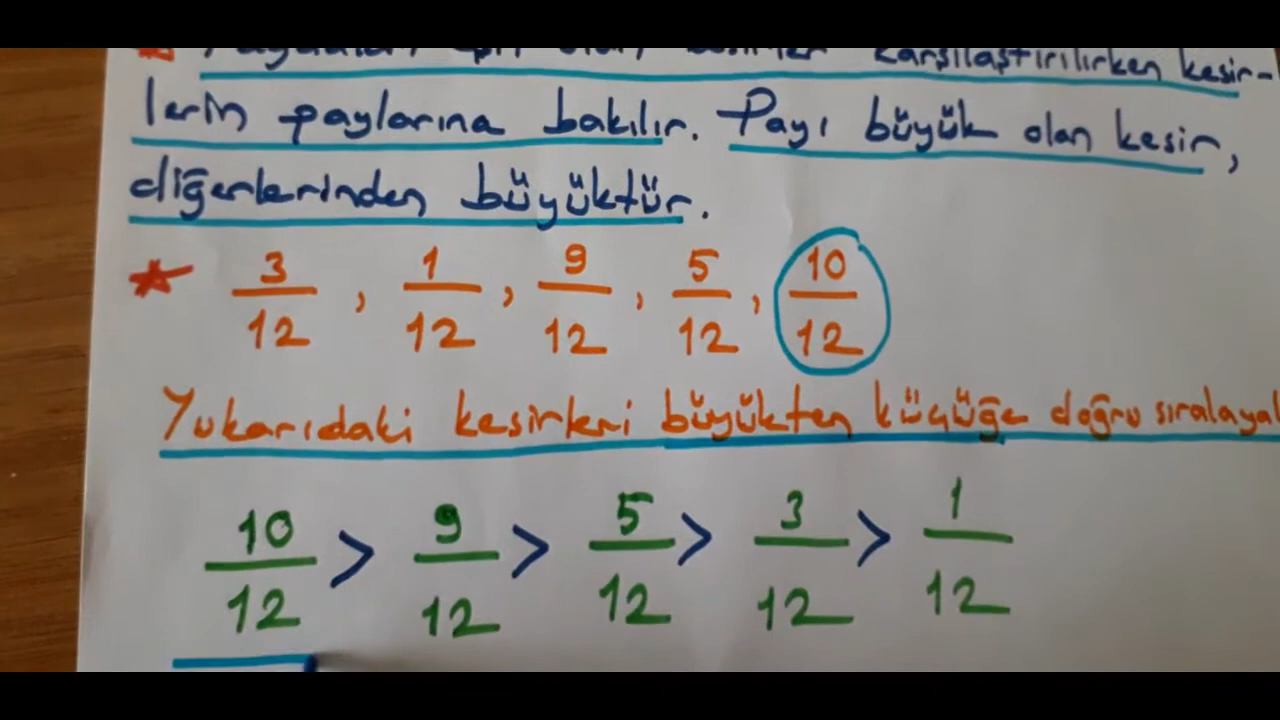 karşılaştırılırken kesir-
lerin paylarına bakılır. Payı büyük olan kesir,
diğerlerinden büyüktür.
3/12, 1/12, 9/12, 5/12, 10/12
Yukarıdaki kesirleri büyükten küçüğe doğru sıralayal
10/12 > 9/12 > 5/12 > 3/12 > 1/12